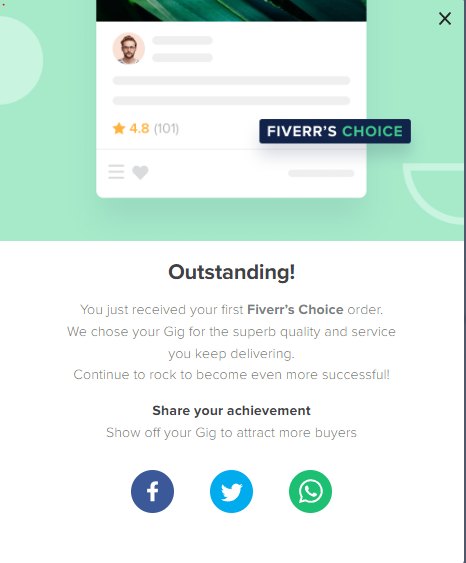 4.8 (101)
FIVERR'S CHOICE
Outstanding!
You just received your first Fiverr's Choice order.
We chose your Gig for the superb quality and service
you keep delivering.
Continue to rock to become even more successful!
Share your achievement
Show off your Gig to attract more buyers